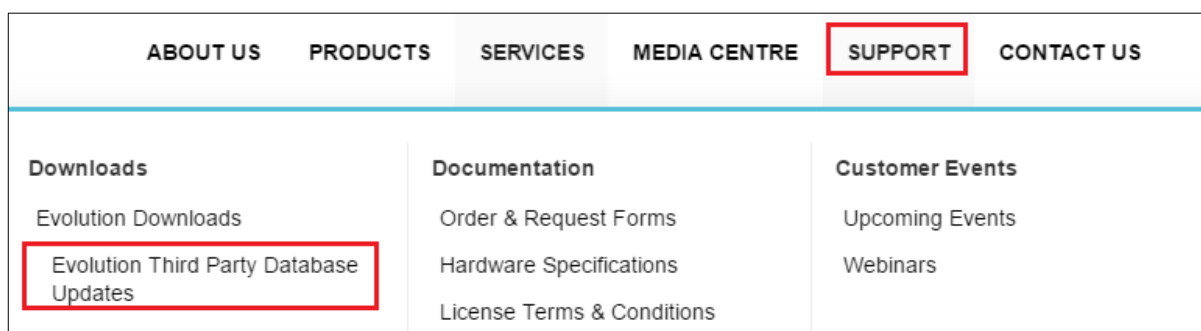 ABOUT US PRODUCTS SERVICES MEDIA CENTRE SUPPORT CONTACT US
Downloads
Evolution Downloads
Evolution Third Party Database
Updates
Documentation
Order & Request Forms
Hardware Specifications
License Terms & Conditions
Customer Events
Upcoming Events
Webinars